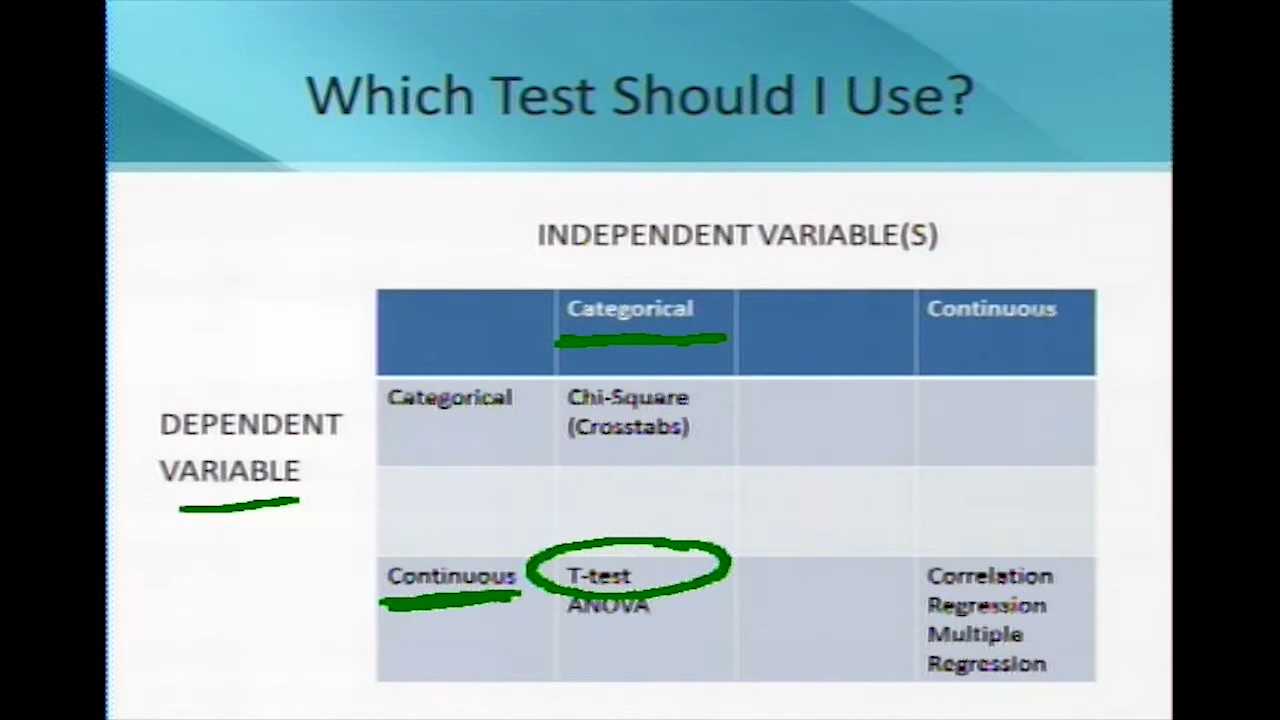 Which Test Should I Use?
INDEPENDENT VARIABLE(S)
Categorical
Continuous
DEPENDENT
VARIABLE
Categorical
Chi-Square
(Crosstabs)
Continuous
T-test
ANOVA
Correlation
Regression
Multiple
Regression